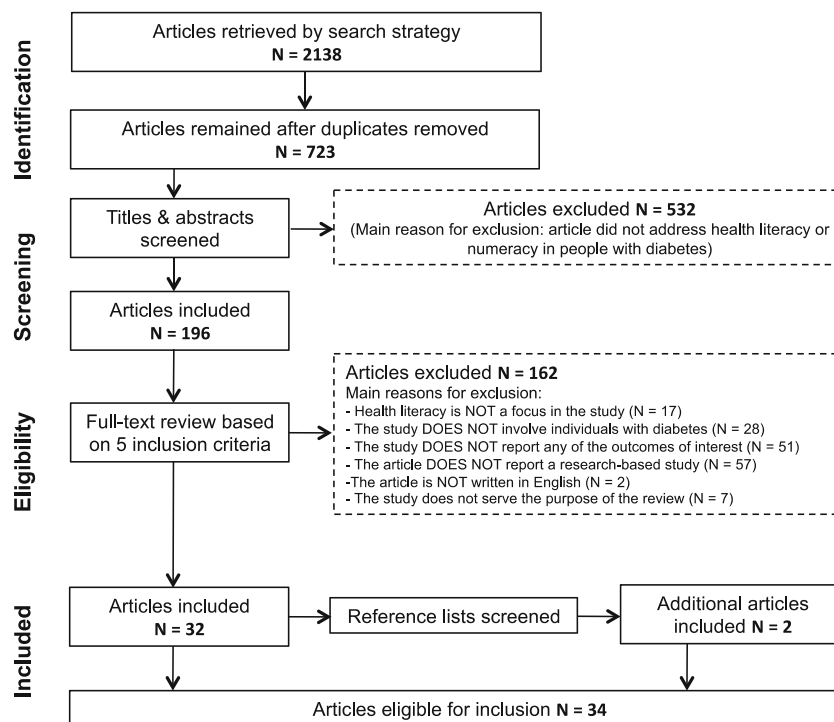 Identification
Articles retrieved by search strategy
N = 2138
Articles remained after duplicates removed
N = 723
Screening
Titles & abstracts
screened
Articles excluded N = 532
(Main reason for exclusion: article did not address health literacy or
numeracy in people with diabetes)
Articles included
N = 196
Eligibility
Full-text review based
on 5 inclusion criteria
Articles excluded N = 162
Main reasons for exclusion:
- Health literacy is NOT a focus in the study (N = 17)
- The study DOES NOT involve individuals with diabetes (N = 28)
- The study DOES NOT report any of the outcomes of interest (N = 51)
- The article DOES NOT report a research-based study (N = 57)
-The article is NOT written in English (N = 2)
- The study does not serve the purpose of the review (N = 7)
Included
Articles included
N = 32
Reference lists screened
Additional articles
included N = 2
Articles eligible for inclusion N = 34